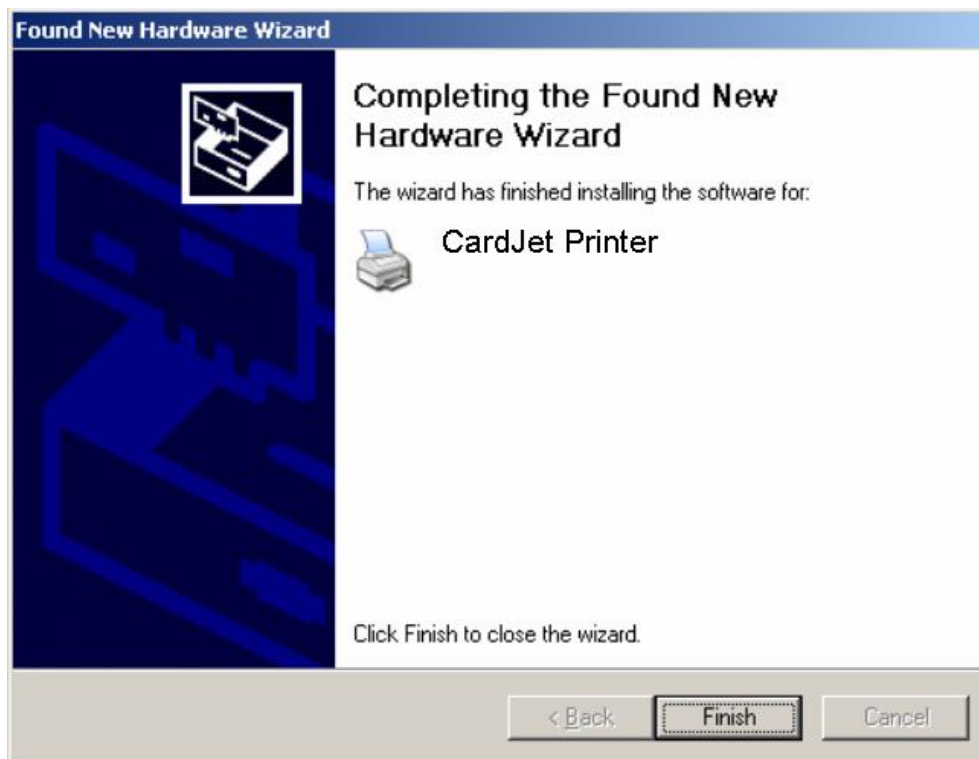 Found New Hardware Wizard
Completing the Found New
Hardware Wizard
The wizard has finished installing the software for:
CardJet Printer
Click Finish to close the wizard.
< Back
Finish
Cancel